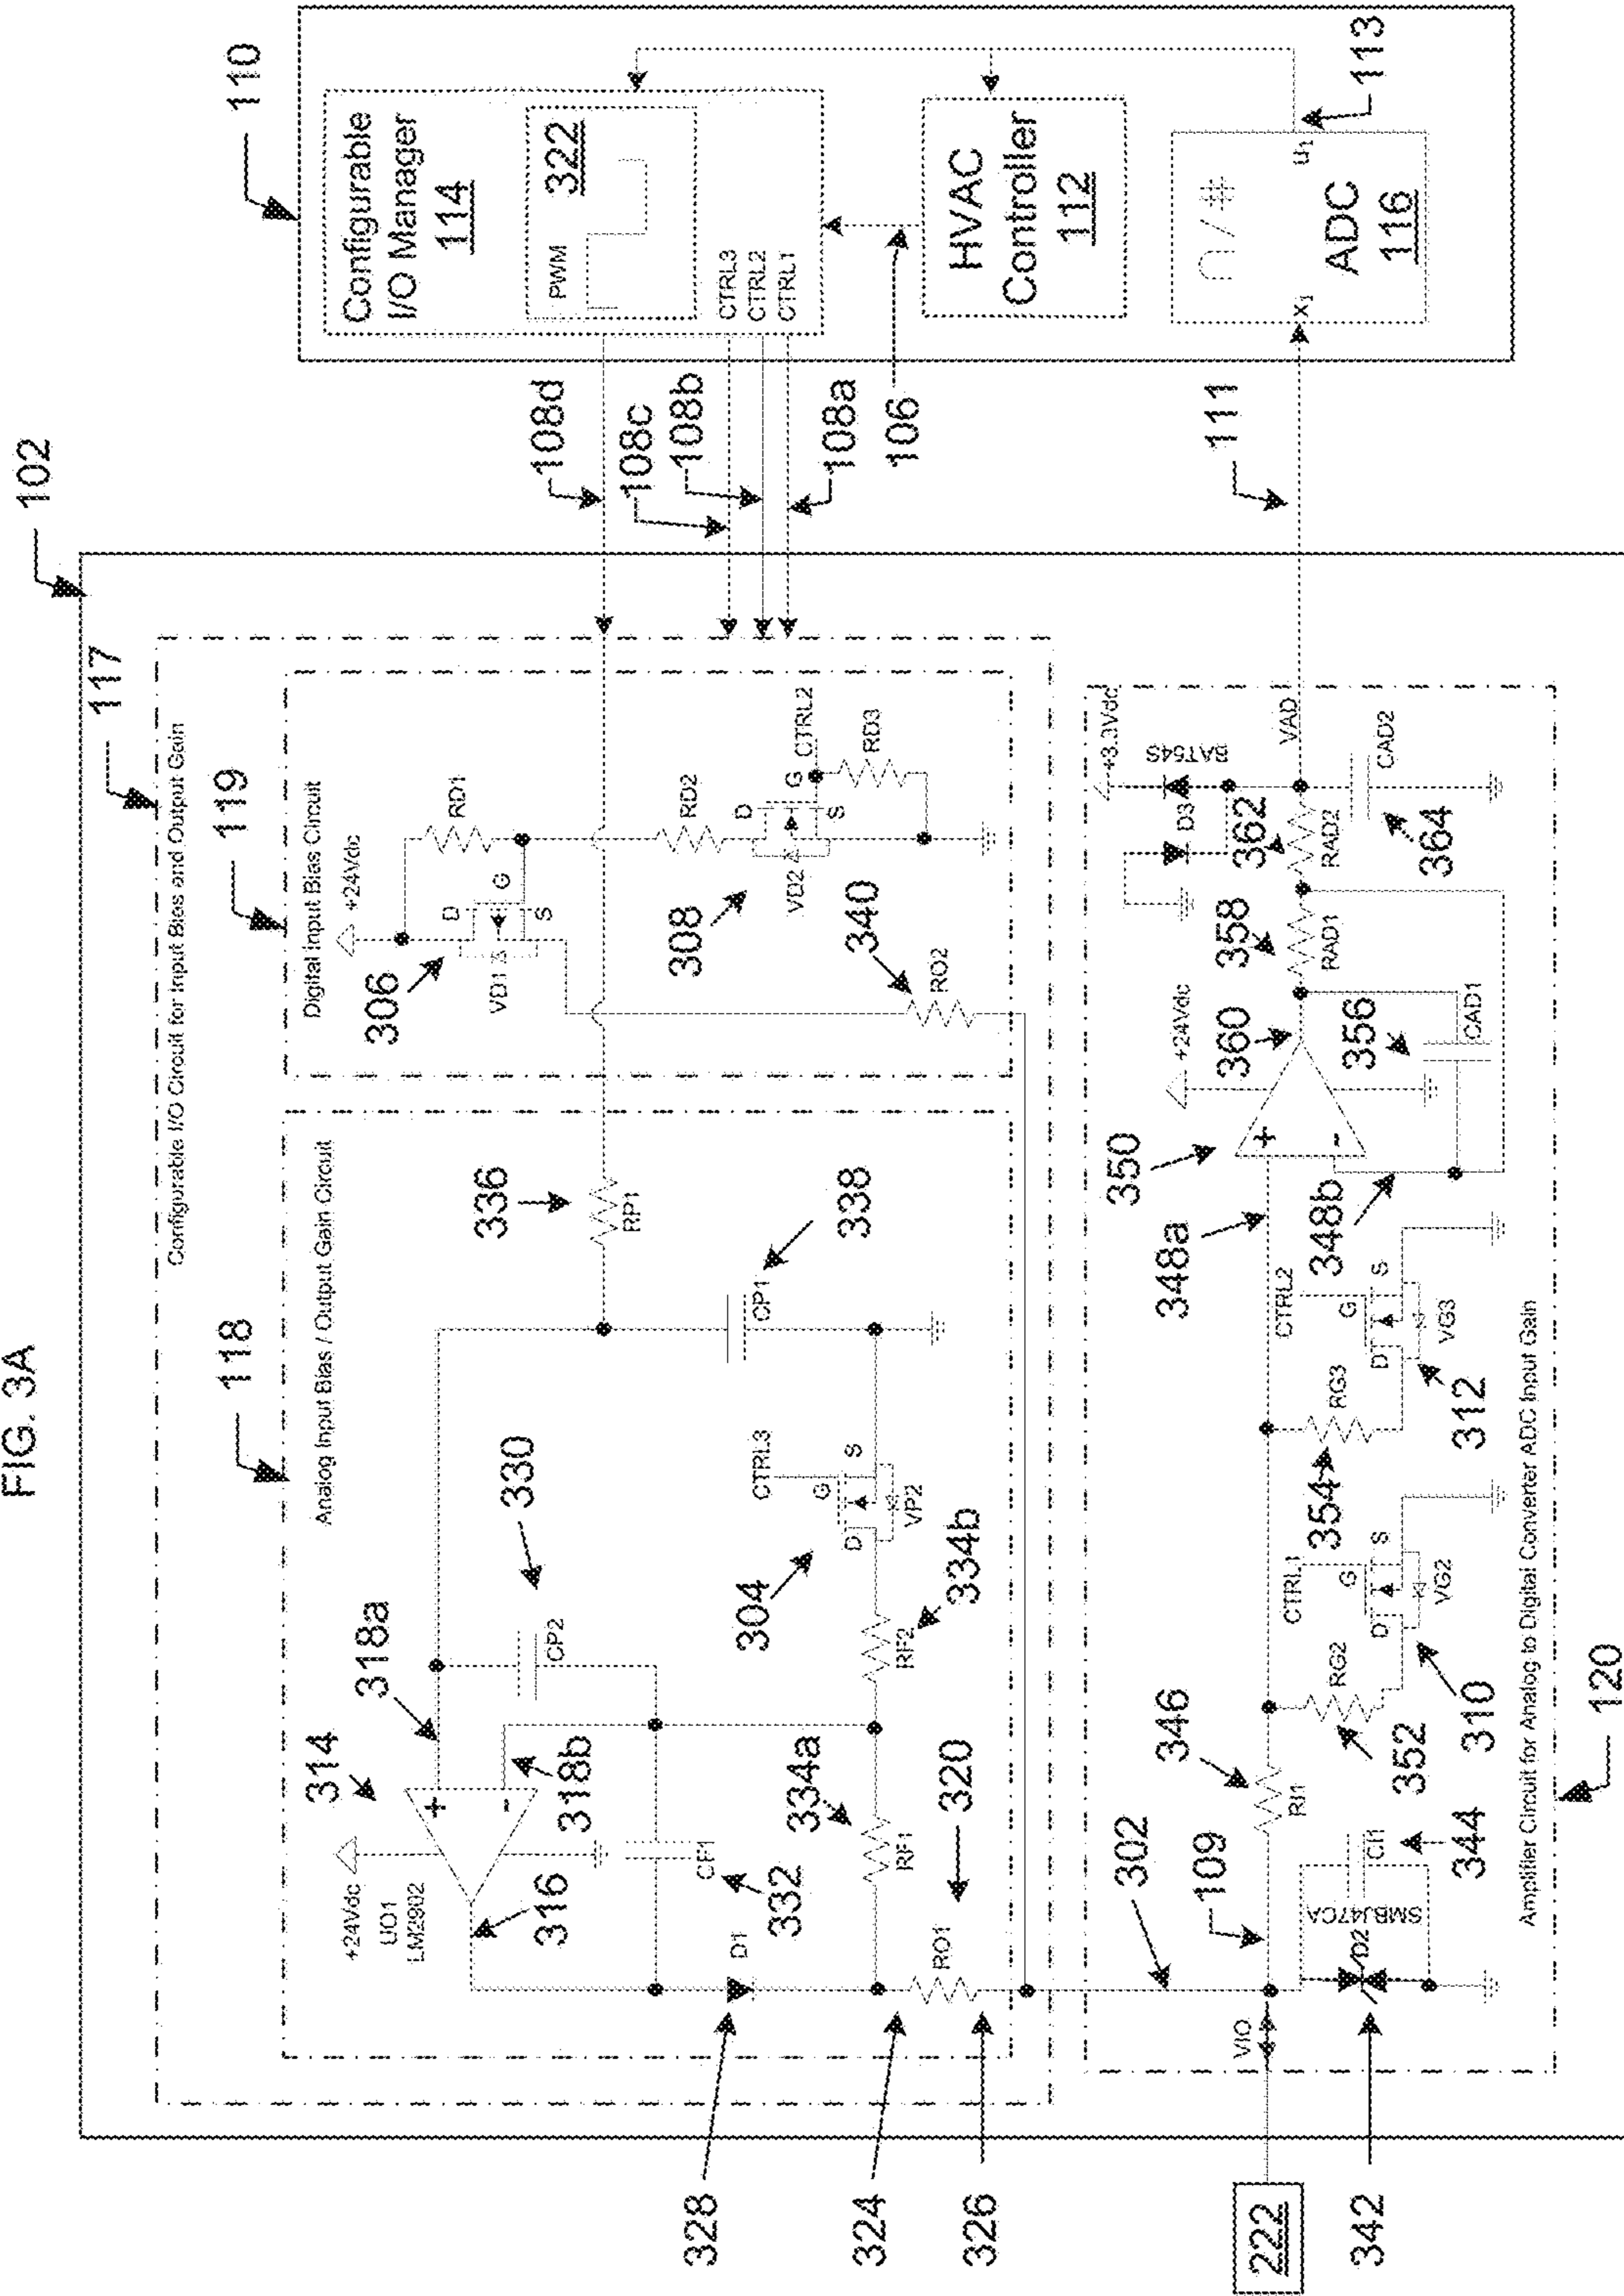 FIG. 3A
102
117
Configurable I/O Circuit for Input Bias and Output Gain
118
Analog Input Bias / Output Gain Circuit
314
+24Vdc
UO1
LM2902
316
318a
318b
+
-
330
CP2
CF1
332
D1
328
334a
RF1
RF2
334b
304
CTRL3
G
D
S
VP2
336
RP1
338
CP1
320
RO1
324
326
119
Digital Input Bias Circuit
+24Vdc
306
D
G
S
VD1
RD1
RD2
308
D
G
S
VD2
CTRL2
RD3
340
RO2
108d
108c
108b
108a
106
110
Configurable
I/O Manager
114
PWM
322
CTRL3
CTRL2
CTRL1
HVAC
Controller
112
ADC
116
∩ / #
x1
u1
113
111
222
VIO
302
109
342
D2
SMBJ47CA
CI1
344
346
RI1
352
RG2
CTRL1
G
D
S
VG2
310
354
RG3
CTRL2
G
D
S
VG3
312
348a
348b
350
+
-
+24Vdc
360
356
CAD1
358
RAD1
362
RAD2
D3
BAT54S
+3.3Vdc
VAD
CAD2
364
Amplifier Circuit for Analog to Digital Converter ADC Input Gain
120